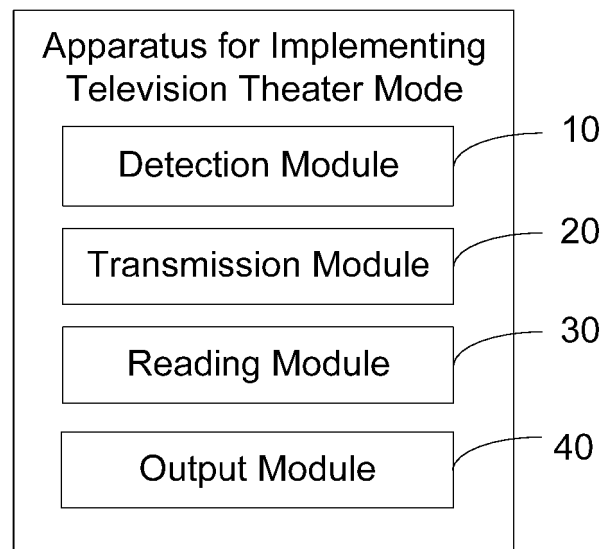 Apparatus for Implementing
Television Theater Mode
Detection Module
10
Transmission Module
20
Reading Module
30
Output Module
40